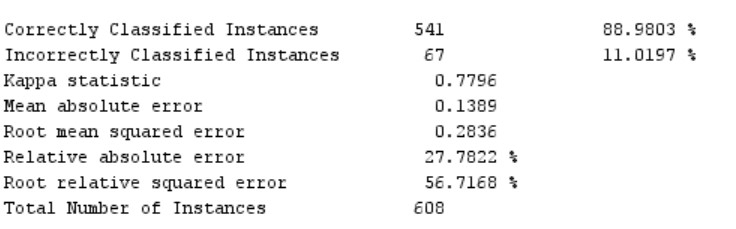 Correctly Classified Instances 541 88.9803 %
Incorrectly Classified Instances 67 11.0197 %
Kappa statistic 0.7796
Mean absolute error 0.1389
Root mean squared error 0.2836
Relative absolute error 27.7822 %
Root relative squared error 56.7168 %
Total Number of Instances 608